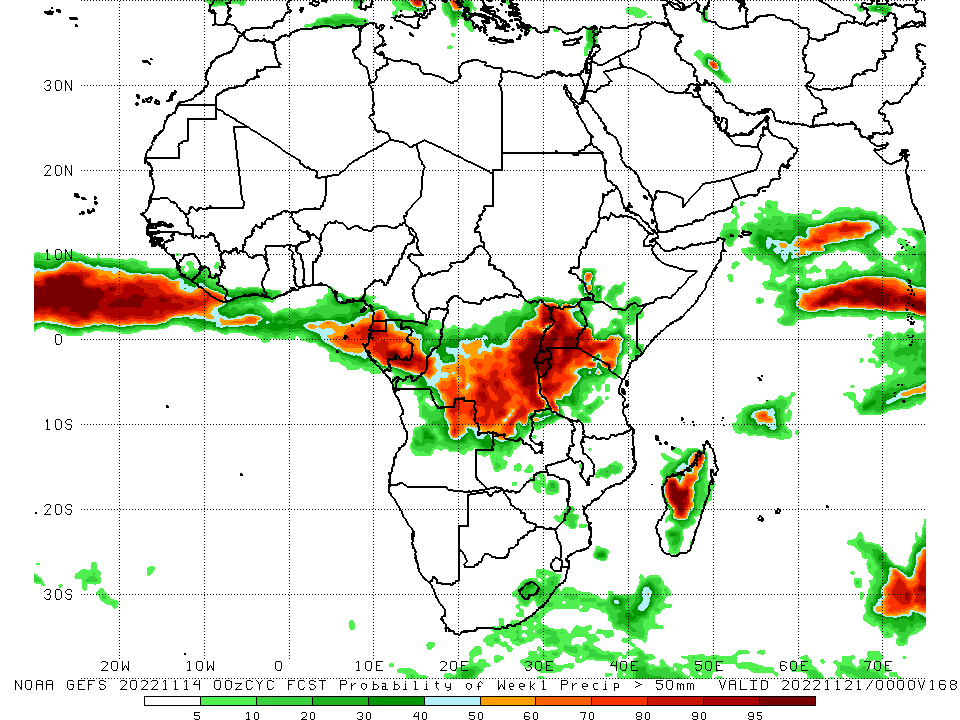 30N
20N
10N
0
10S
20S
30S
20W 10W 0 10E 20E 30E 40E 50E 60E 70E
NOAA GEFS 20221114 00zCYC FCST Probability of Week1 Precip > 50mm VALID 20221121/0000V168
5 10 20 30 40 50 60 70 80 90 95